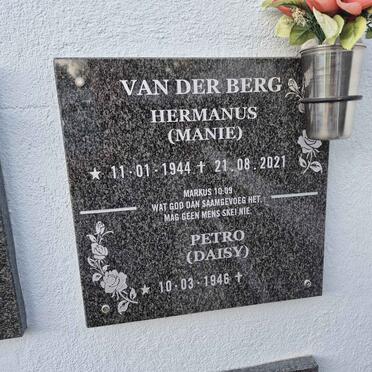 VAN DER BERG
HERMANUS
(MANIE)
★ 11·01·1944 ✝ 21.08.2021
MARKUS 10:09
WAT GOD DAN SAAMGEVOEG HET,
MAG GEEN MENS SKEI NIE.
PETRO
(DAISY)
★ 10·03·1946 ✝